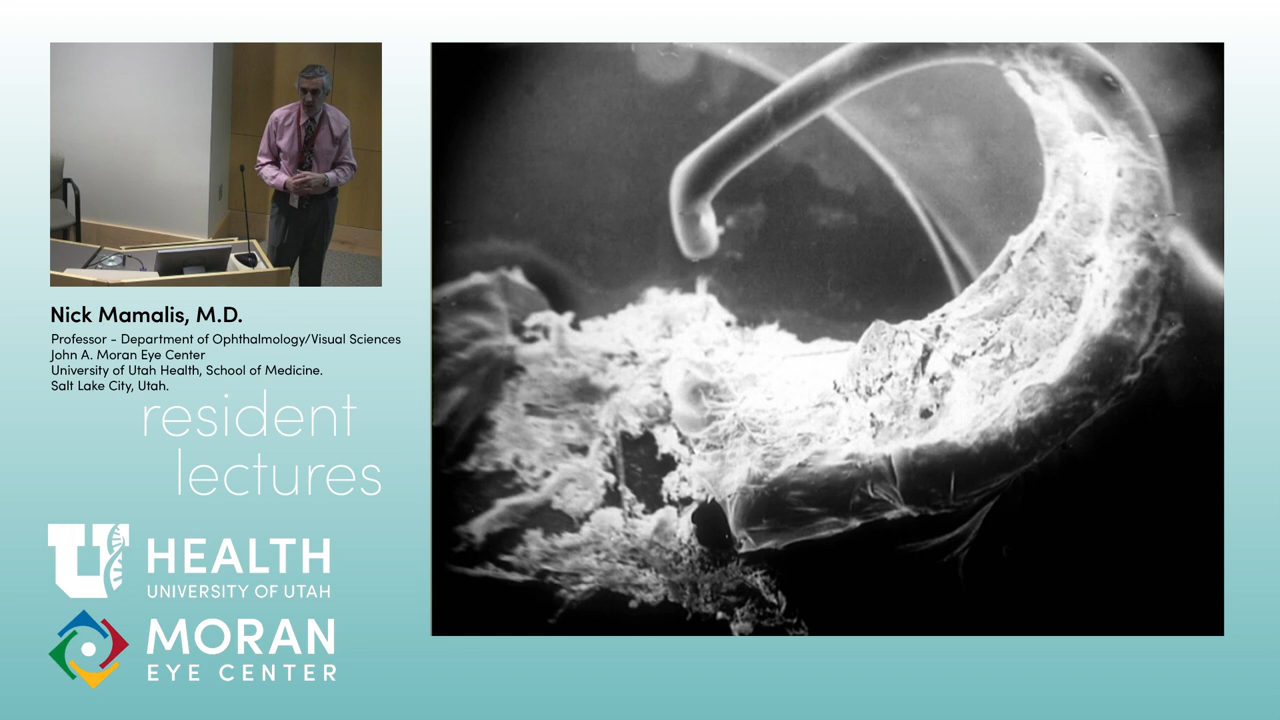 Nick Mamalis, M.D.
Professor - Department of Ophthalmology/Visual Sciences
John A. Moran Eye Center
University of Utah Health, School of Medicine.
Salt Lake City, Utah.
resident
lectures
U HEALTH
UNIVERSITY OF UTAH
MORAN
EYE CENTER